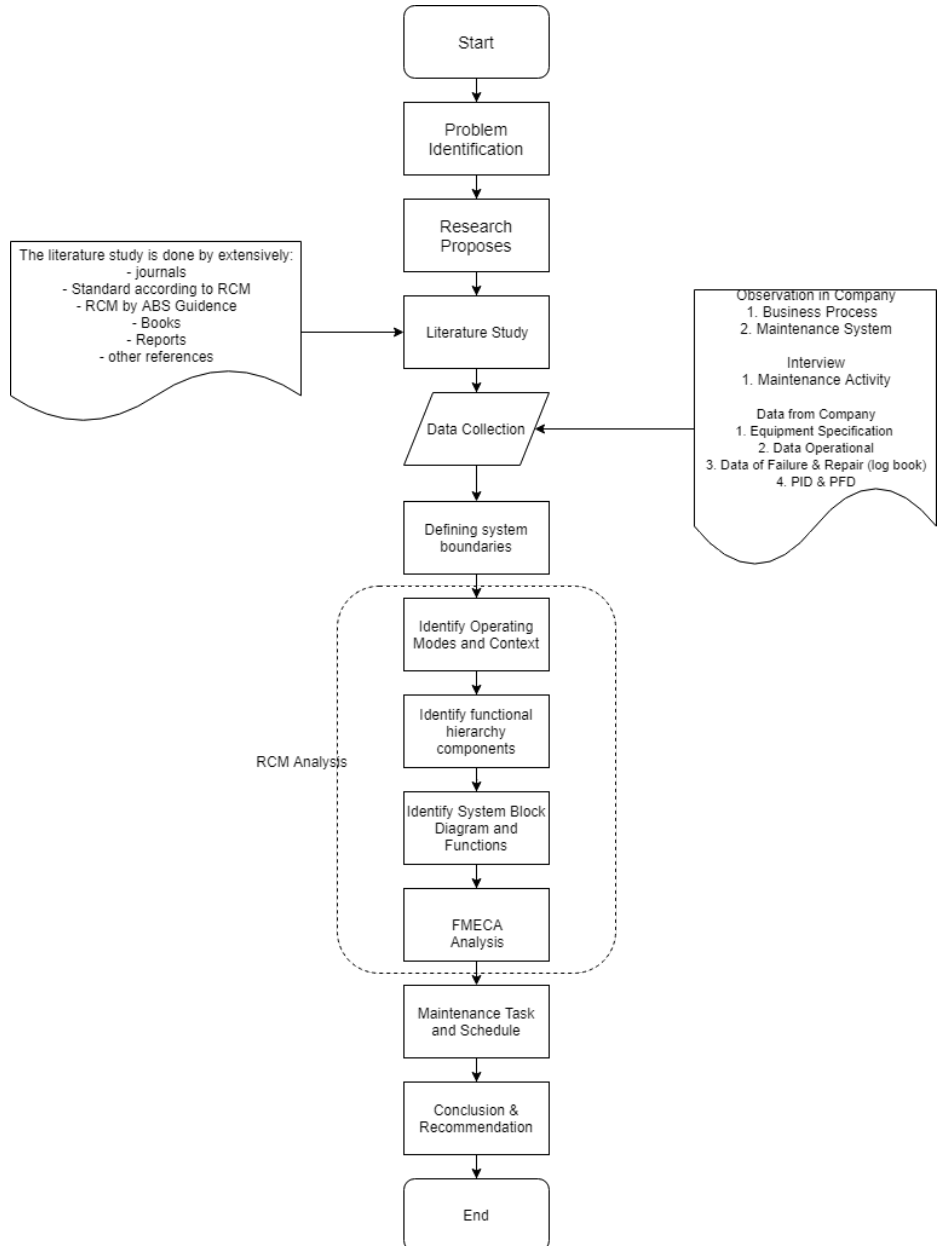 Start
Problem
Identification
Research
Proposes
The literature study is done by extensively:
- journals
- Standard according to RCM
- RCM by ABS Guidence
- Books
- Reports
- other references
Literature Study
Observation in Company
1. Business Process
2. Maintenance System
Interview
1. Maintenance Activity
Data from Company
1. Equipment Specification
2. Data Operational
3. Data of Failure & Repair (log book)
4. PID & PFD
Data Collection
Defining system
boundaries
RCM Analysis
Identify Operating
Modes and Context
Identify functional
hierarchy
components
Identify System Block
Diagram and
Functions
FMECA
Analysis
Maintenance Task
and Schedule
Conclusion &
Recommendation
End